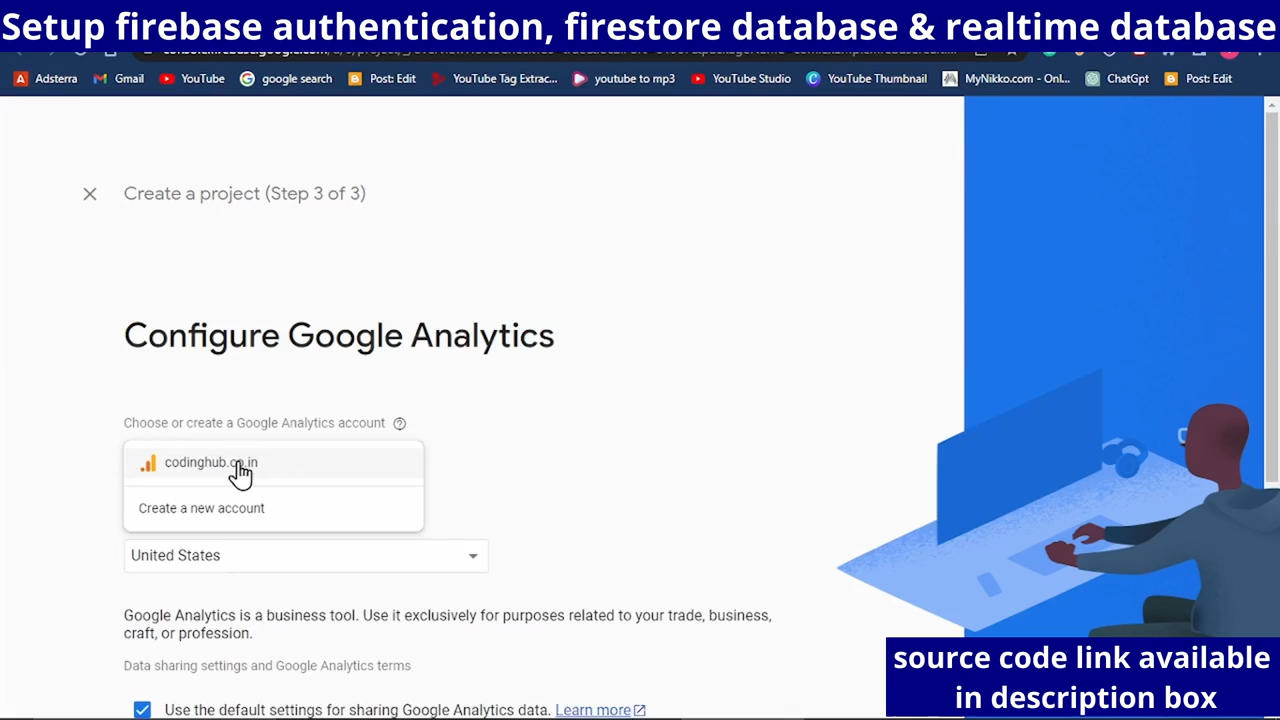 Setup firebase authentication, firestore database & realtime database
Adsterra Gmail YouTube google search Post: Edit YouTube Tag Extrac... youtube to mp3 YouTube Studio YouTube Thumbnail MyNikko.com - Onl... ChatGpt Post: Edit
Create a project (Step 3 of 3)
Configure Google Analytics
Choose or create a Google Analytics account
codinghub.co.in
Create a new account
United States
Google Analytics is a business tool. Use it exclusively for purposes related to your trade, business,
craft, or profession.
Data sharing settings and Google Analytics terms
Use the default settings for sharing Google Analytics data. Learn more
source code link available
in description box